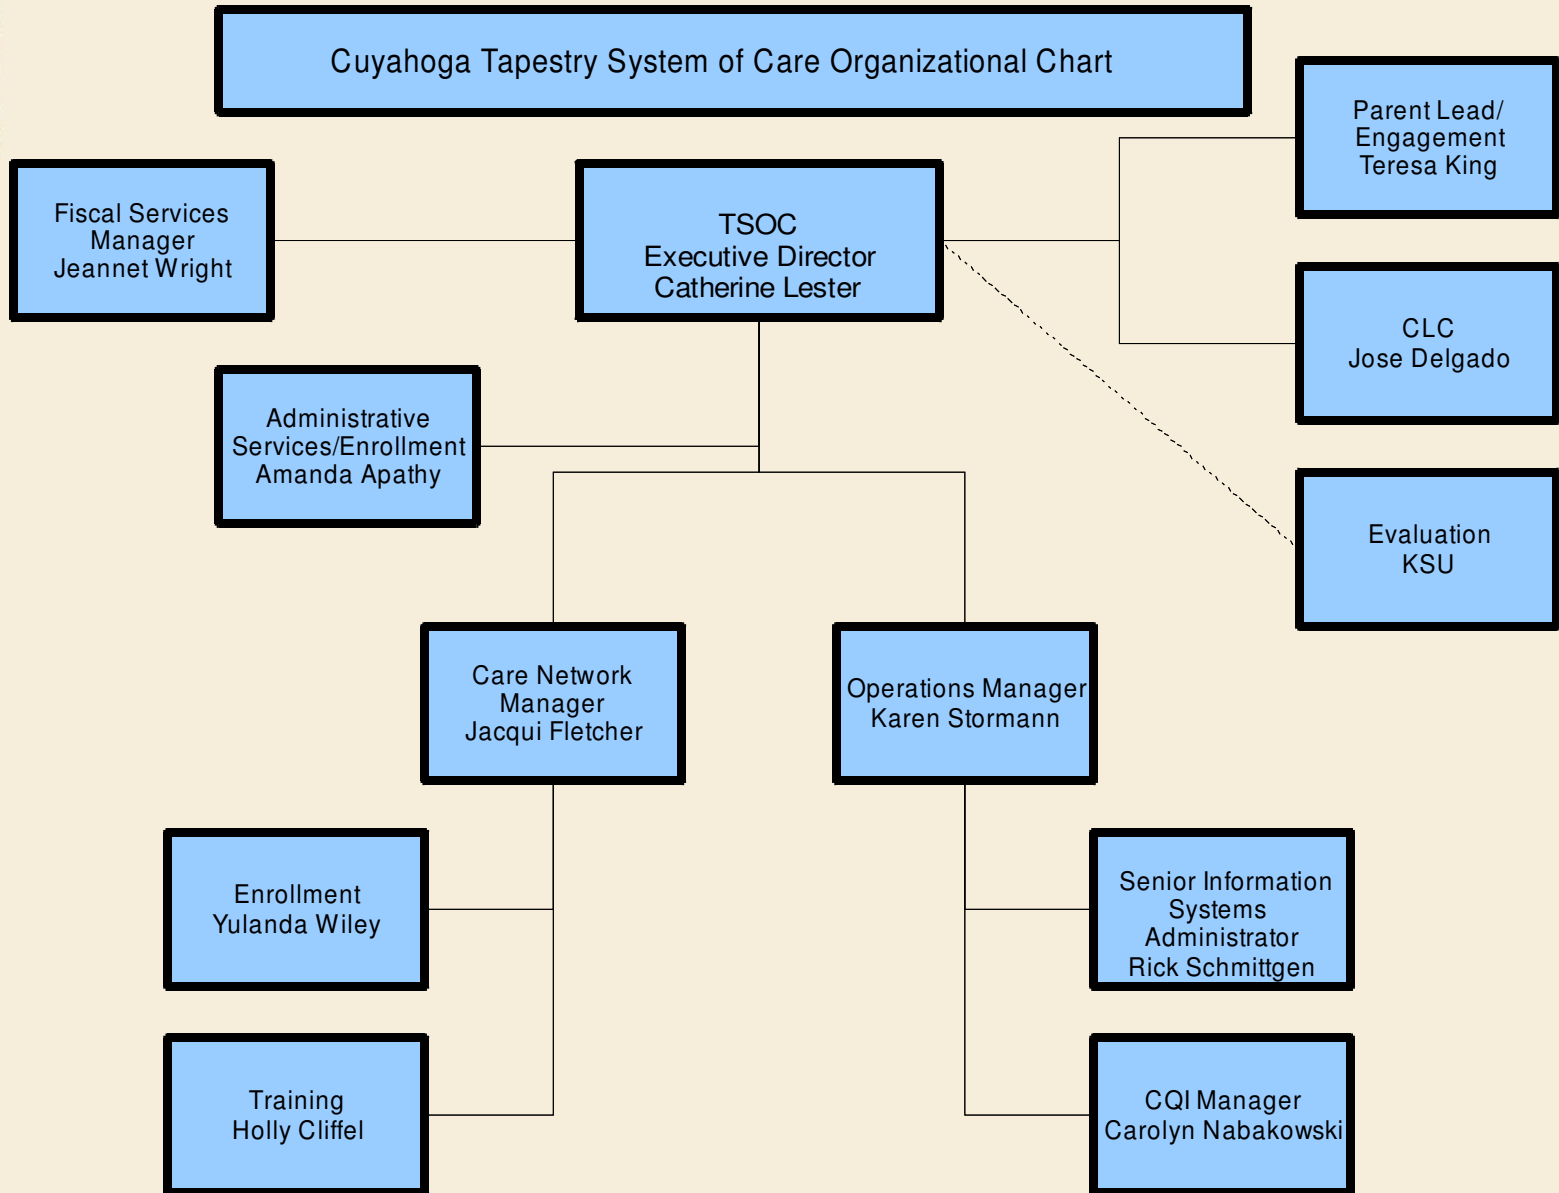 Cuyahoga Tapestry System of Care Organizational Chart
Parent Lead/
Engagement
Teresa King
Fiscal Services
Manager
Jeannet Wright
TSOC
Executive Director
Catherine Lester
CLC
Jose Delgado
Administrative
Services/Enrollment
Amanda Apathy
Evaluation
KSU
Care Network
Manager
Jacqui Fletcher
Operations Manager
Karen Stormann
Enrollment
Yulanda Wiley
Senior Information
Systems
Administrator
Rick Schmittgen
Training
Holly Cliffel
CQI Manager
Carolyn Nabakowski